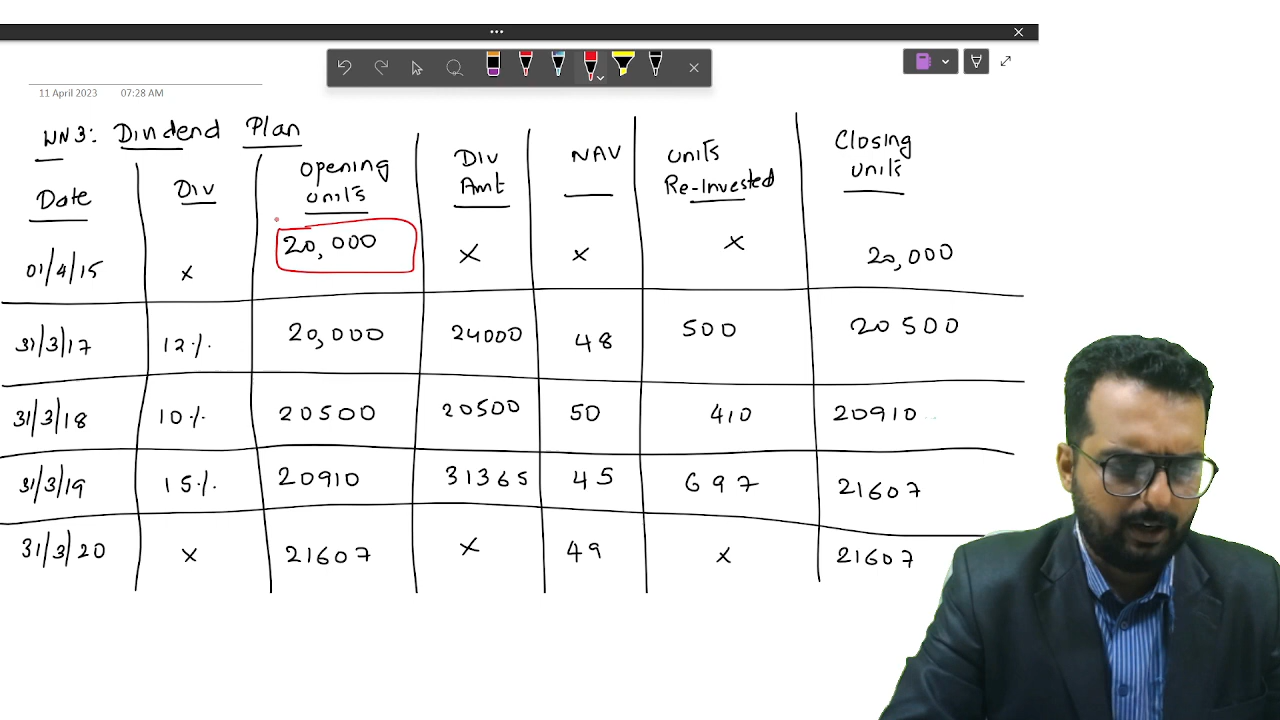 11 April 2023 07:28 AM
WN 3: Dividend Plan
Date Div Opening units Div Amt NAV Units Re-Invested Closing units
01/4/15 x 20,000 x x x 20,000
31/3/17 12% 20,000 24000 48 500 20500
31/3/18 10% 20500 20500 50 410 20910
31/3/19 15% 20910 31365 45 697 21607
31/3/20 x 21607 x 49 x 21607